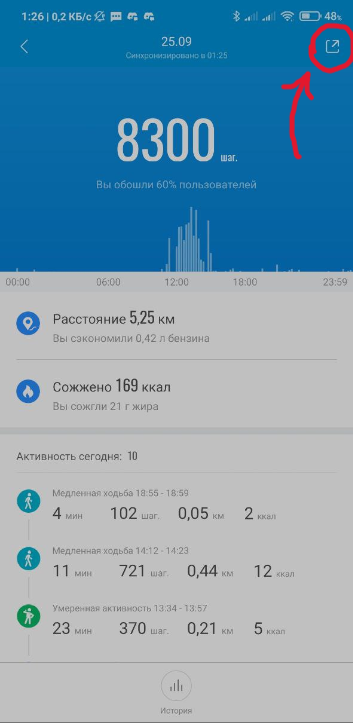 1:26 | 0,2 КБ/с
48%
25.09
Синхронизировано в 01:25
8300 шаг.
Вы обошли 60% пользователей
00:00 06:00 12:00 18:00 23:59
Расстояние 5,25 км
Вы сэкономили 0,42 л бензина
Сожжено 169 ккал
Вы сожгли 21 г жира
Активность сегодня: 10
Медленная ходьба 18:55 - 18:59
4 мин 102 шаг. 0,05 км 2 ккал
Медленная ходьба 14:12 - 14:23
11 мин 721 шаг. 0,44 км 12 ккал
Умеренная активность 13:34 - 13:57
23 мин 370 шаг. 0,21 км 5 ккал
История